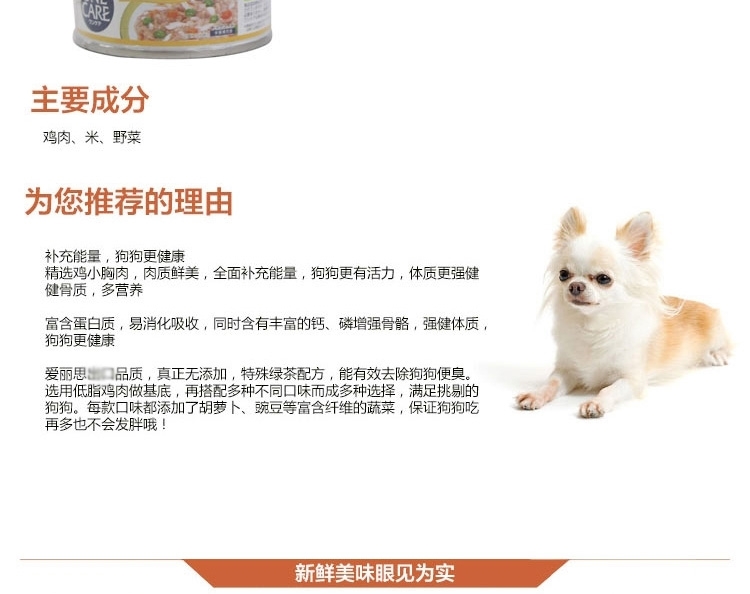 CARE
主要成分
鸡肉、米、野菜
为您推荐的理由
补充能量，狗狗更健康
精选鸡小胸肉，肉质鲜美，全面补充能量，狗狗更有活力，体质更强健
健骨质，多营养
富含蛋白质，易消化吸收，同时含有丰富的钙、磷增强骨骼，强健体质，
狗狗更健康
爱丽思品质，真正无添加，特殊绿茶配方，能有效去除狗狗便臭。
选用低脂鸡肉做基底，再搭配多种不同口味而成多种选择，满足挑剔的
狗狗。每款口味都添加了胡萝卜、豌豆等富含纤维的蔬菜，保证狗狗吃
再多也不会发胖哦！
新鲜美味眼见为实